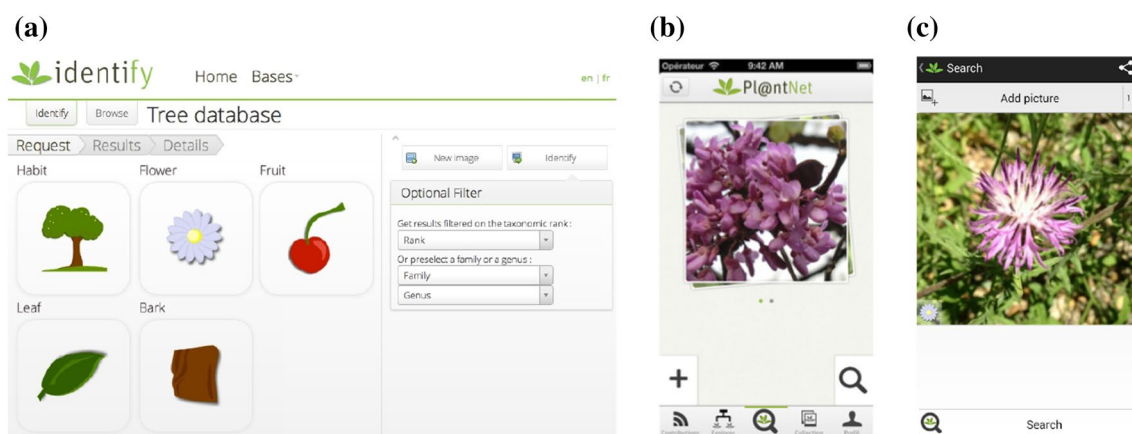 (a)
identify
Home Bases
en | fr
Identify Browse Tree database
Request Results Details
Habit Flower Fruit
Leaf Bark
New Image Identify
Optional Filter
Get results filtered on the taxonomic rank :
Rank
Or preselect a family or a genus :
Family
Genus
(b)
Opérateur 9:42 AM
Pl@ntNet
Collection
(c)
Search
Add picture 1
Search